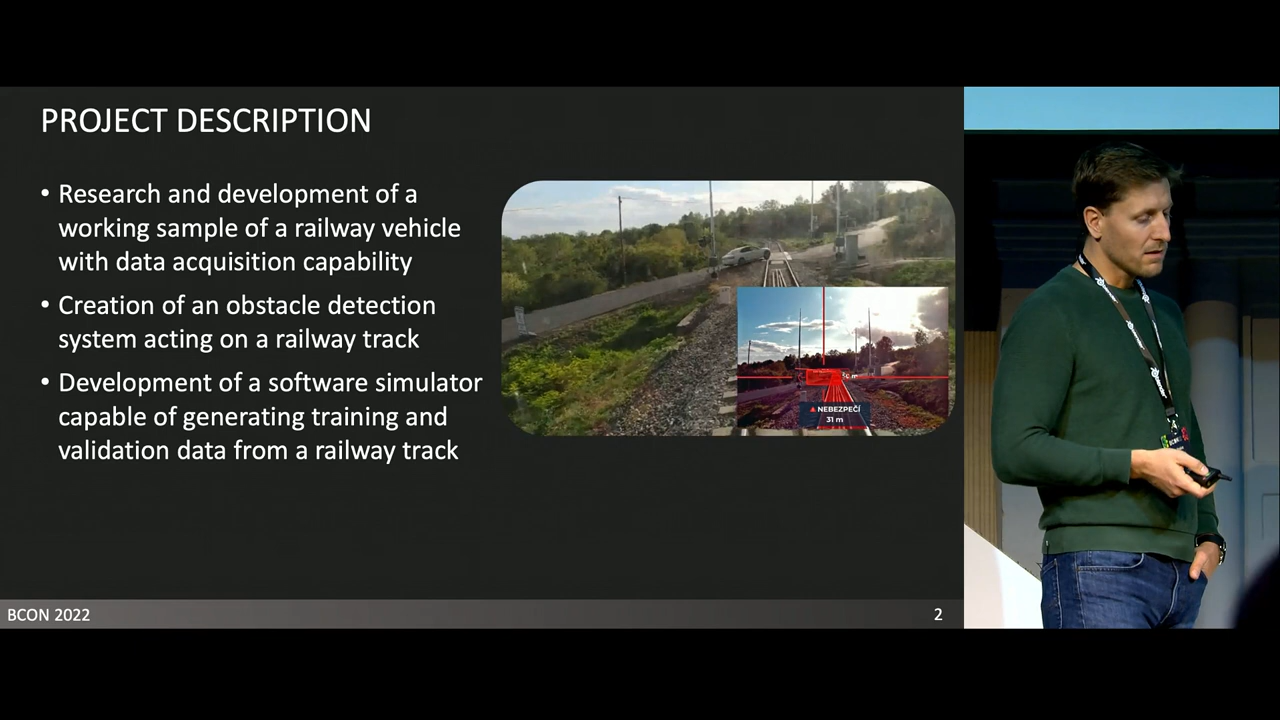 PROJECT DESCRIPTION
• Research and development of a
working sample of a railway vehicle
with data acquisition capability
• Creation of an obstacle detection
system acting on a railway track
• Development of a software simulator
capable of generating training and
validation data from a railway track
NEBEZPEČÍ
31 m
BCON 2022
2